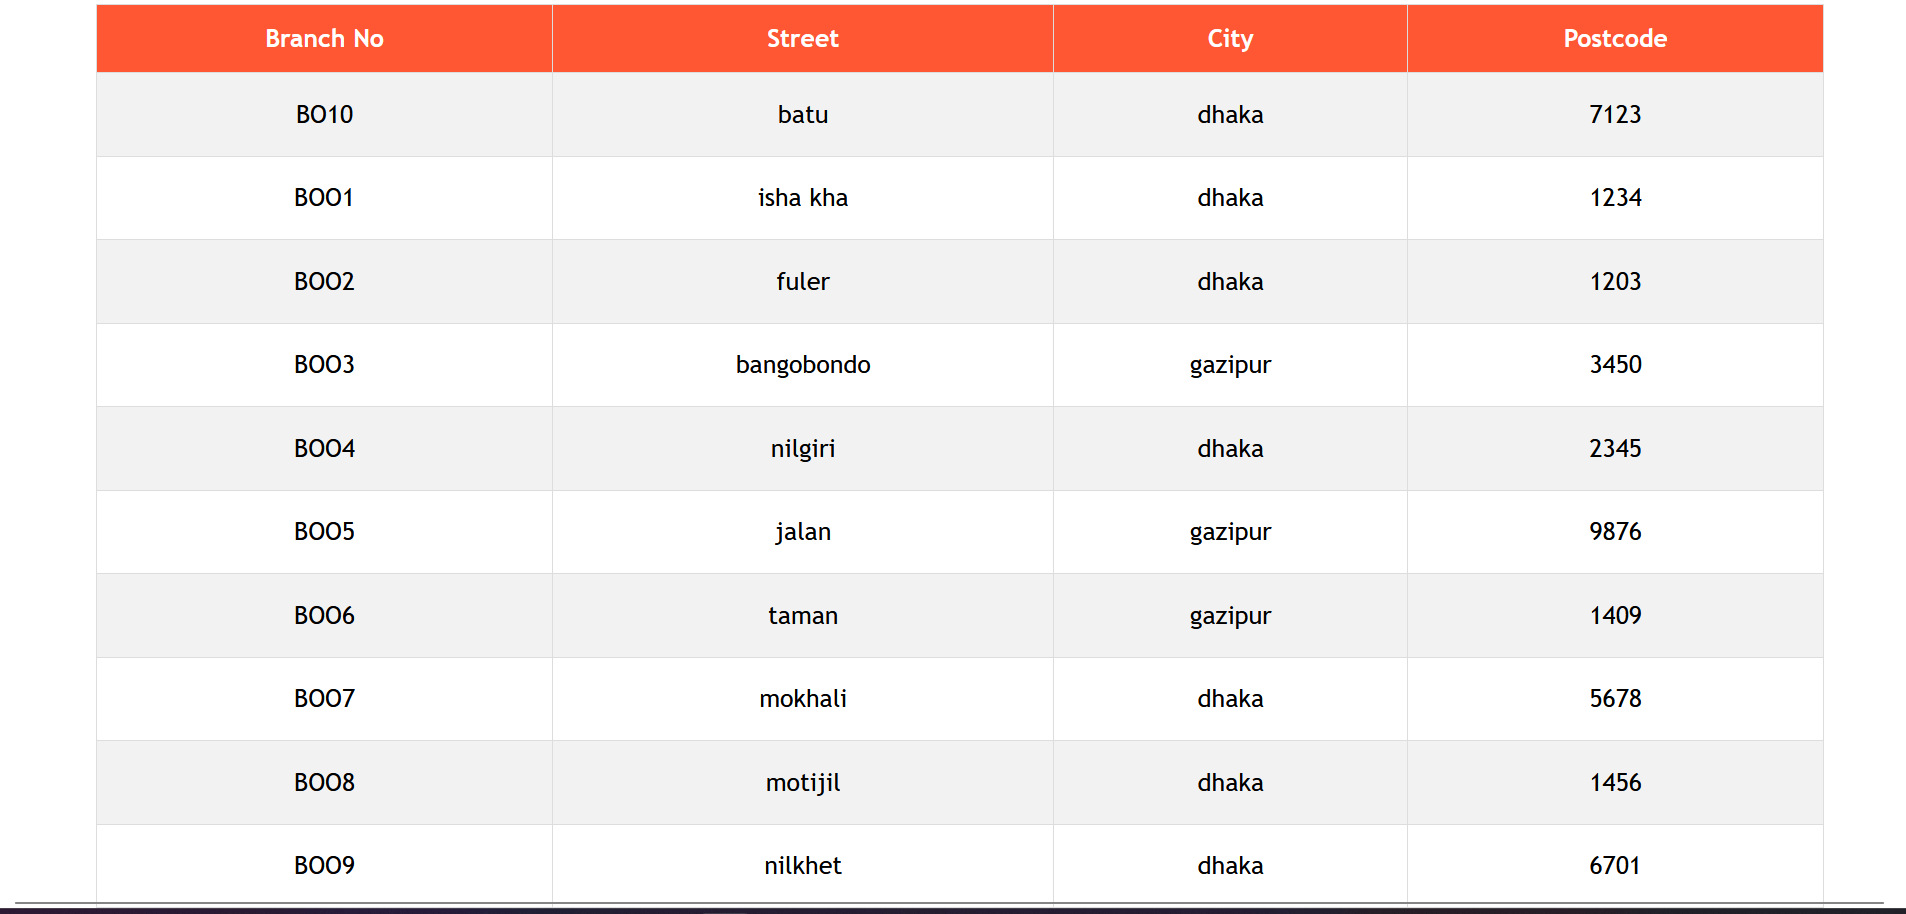 Branch No Street City Postcode
BO10 batu dhaka 7123
BOO1 isha kha dhaka 1234
BOO2 fuler dhaka 1203
BOO3 bangobondo gazipur 3450
BOO4 nilgiri dhaka 2345
BOO5 jalan gazipur 9876
BOO6 taman gazipur 1409
BOO7 mokhali dhaka 5678
BOO8 motijil dhaka 1456
BOO9 nilkhet dhaka 6701